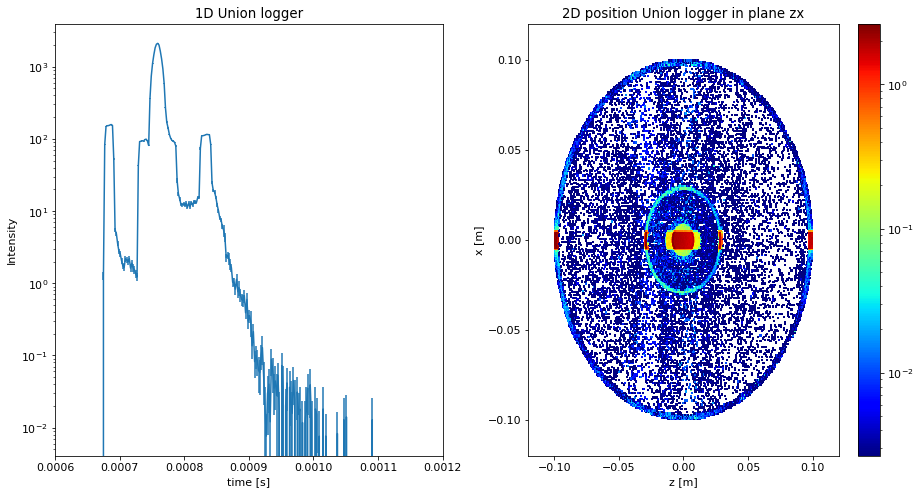 1D Union logger
10³
10²
10¹
10⁰
10⁻¹
10⁻²
Intensity
0.0006 0.0007 0.0008 0.0009 0.0010 0.0011 0.0012
time [s]
2D position Union logger in plane zx
0.10
0.05
0.00
−0.05
−0.10
x [m]
−0.10 −0.05 0.00 0.05 0.10
z [m]
10⁰
10⁻¹
10⁻²